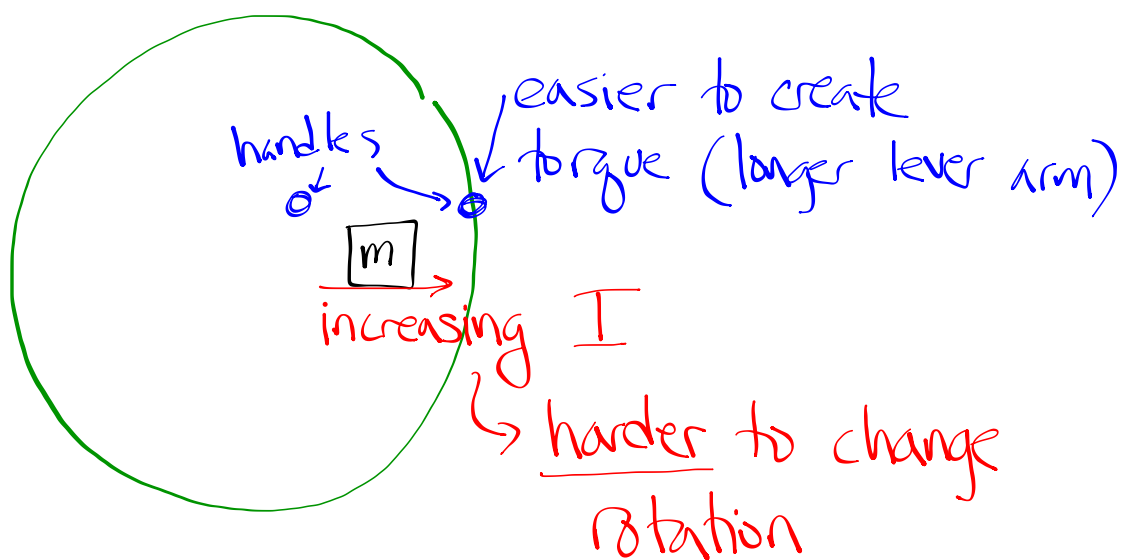 easier to create
handles
torque (longer lever arm)
m
increasing I
harder to change
rotation